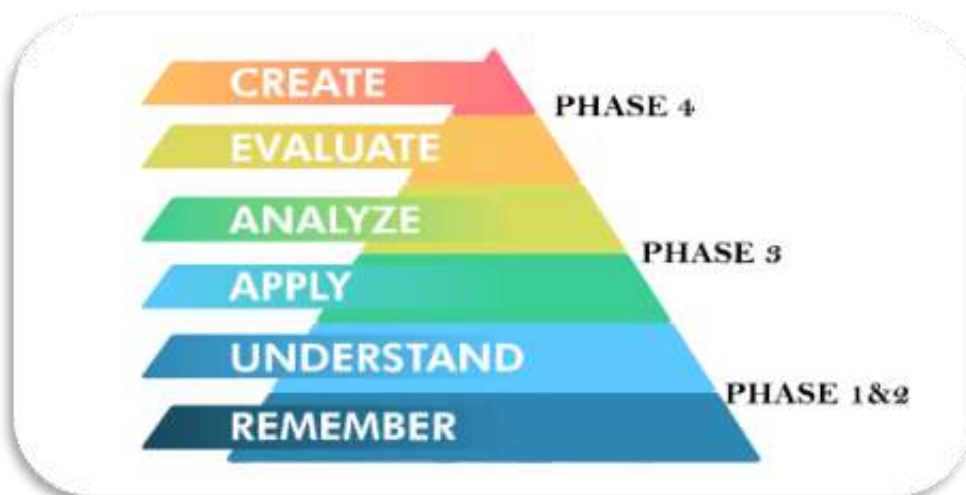 CREATE
PHASE 4
EVALUATE
ANALYZE
PHASE 3
APPLY
UNDERSTAND
PHASE 1&2
REMEMBER